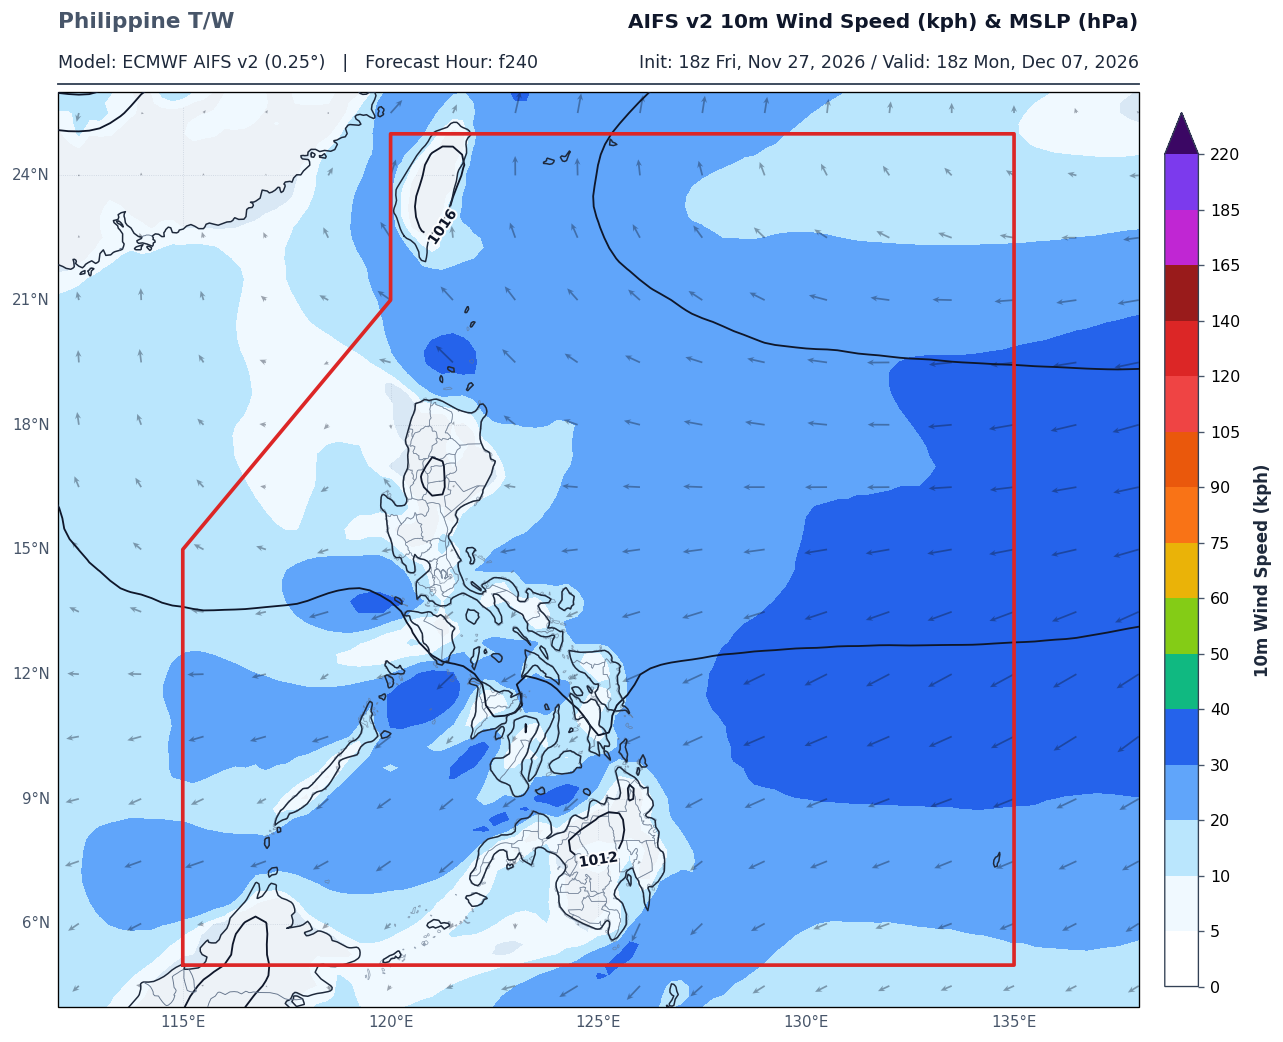 Philippine T/W
AIFS v2 10m Wind Speed (kph) & MSLP (hPa)
Model: ECMWF AIFS v2 (0.25°) | Forecast Hour: f240
Init: 18z Fri, Nov 27, 2026 / Valid: 18z Mon, Dec 07, 2026
24°N
21°N
18°N
15°N
12°N
9°N
6°N
115°E
120°E
125°E
130°E
135°E
1016
1012
220
185
165
140
120
105
90
75
60
50
40
30
20
10
5
0
10m Wind Speed (kph)